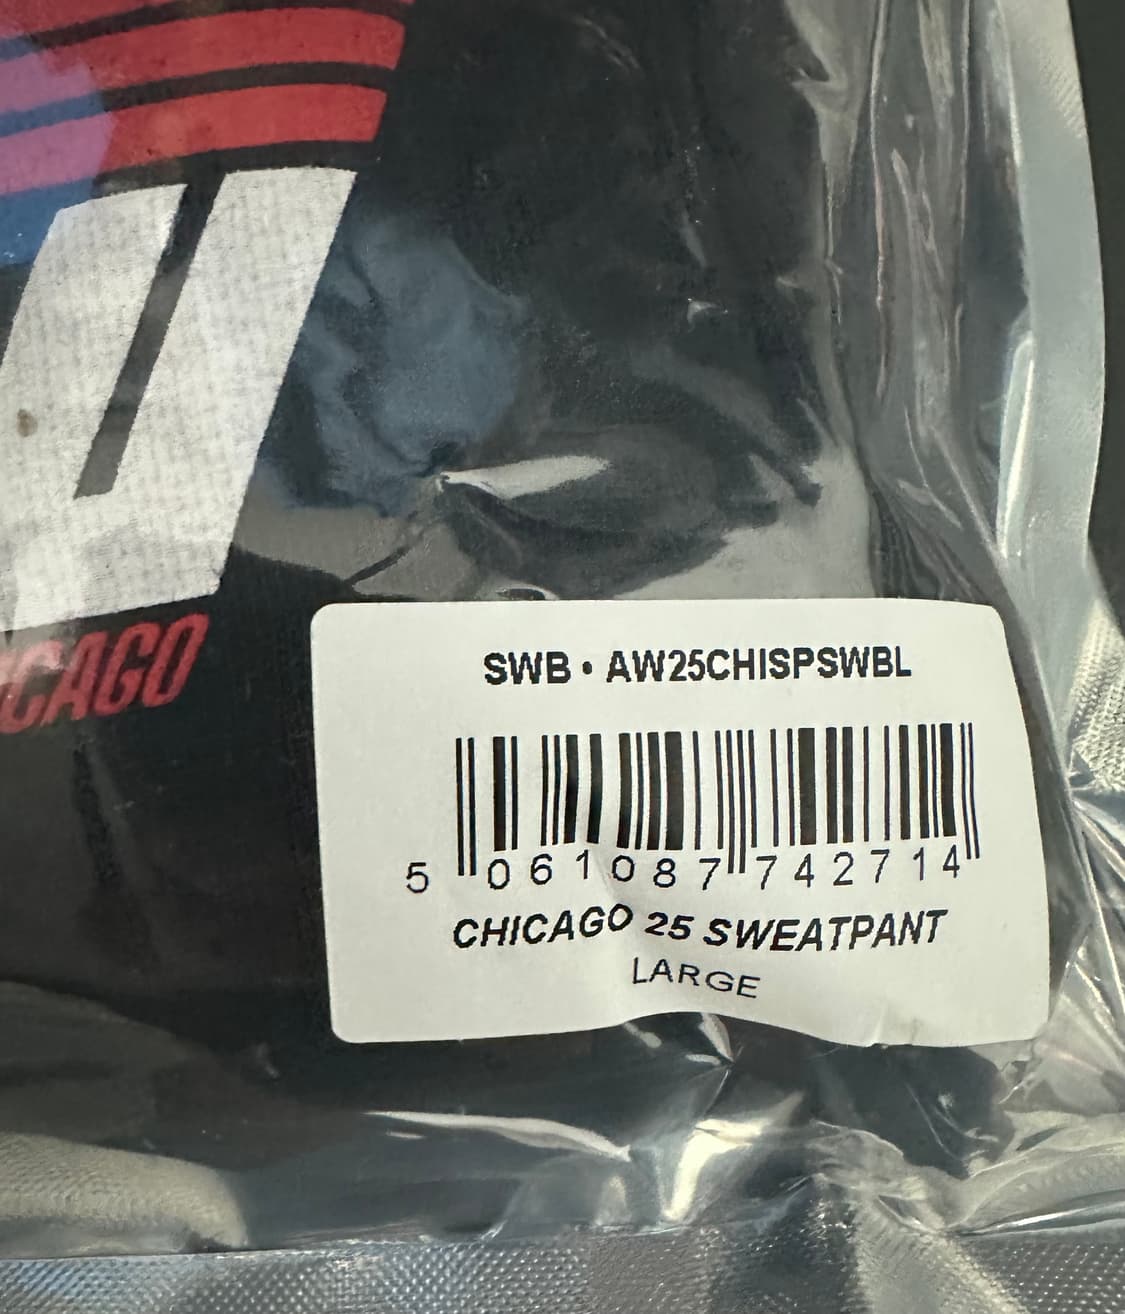 CAGO
SWB • AW25CHISPSWBL
5 061087 742714
CHICAGO 25 SWEATPANT
LARGE